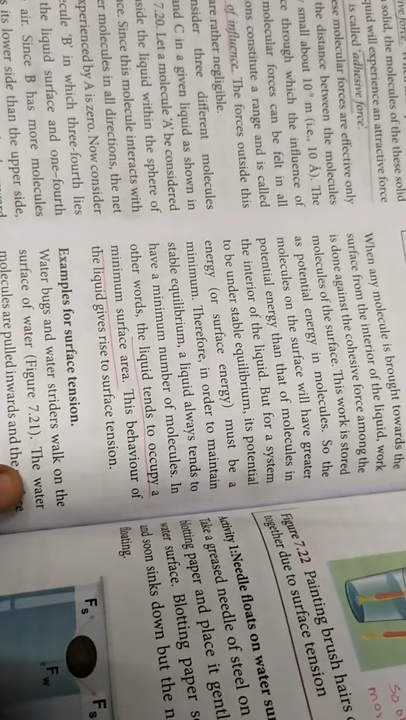 a solid, the molecules of the these solid
quid will experience an attractive force
is called 'adhesive force'.
ese molecular forces are effective only
the distance between the molecules
small about 10⁻⁹ m (i.e., 10 Å). The
ce through which the influence of
molecular forces can be felt in all
ons constitute a range and is called
of influence. The forces outside this
are rather negligible.
nsider three different molecules
and C in a given liquid as shown in
7.20. Let a molecule 'A' be considered
side the liquid within the sphere of
ce. Since this molecule interacts with
er molecules in all directions, the net
xperienced by A is zero. Now consider
cule 'B' in which three-fourth lies
the liquid surface and one-fourth
air. Since B has more molecules
s its lower side than the upper side,
When any molecule is brought towards the
surface from the interior of the liquid, work
is done against the cohesive force among the
molecules of the surface. This work is stored
as potential energy in molecules. So the
molecules on the surface will have greater
potential energy than that of molecules in
the interior of the liquid. But for a system
to be under stable equilibrium, its potential
energy (or surface energy) must be a
minimum. Therefore, in order to maintain
stable equilibrium, a liquid always tends to
have a minimum number of molecules. In
other words, the liquid tends to occupy a
minimum surface area. This behaviour of
the liquid gives rise to surface tension.
Examples for surface tension.
Water bugs and water striders walk on the
surface of water (Figure 7.21). The water
molecules are pulled inwards and the
Figure 7.22 Painting brush hairs
together due to surface tension
Activity 1:Needle floats on water su
Take a greased needle of steel on
blotting paper and place it gentl
water surface. Blotting paper s
and soon sinks down but the n
floating.
Fs
Fs
Fw
so